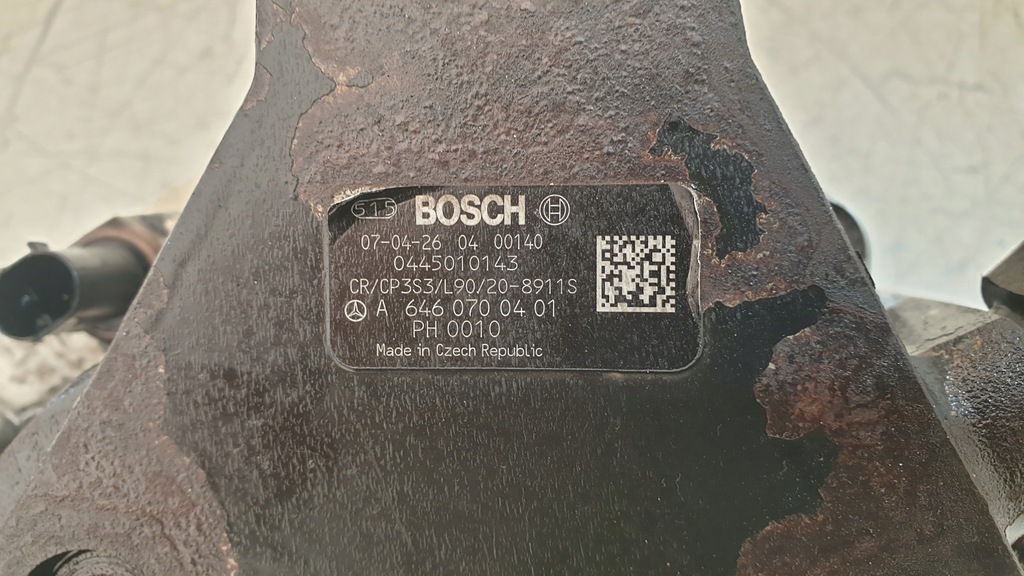 615 BOSCH
07-04-26 04 00140
0445010143
CR/CP3S3/L90/20-8911S
A 646 070 04 01
PH 0010
Made in Czech Republic